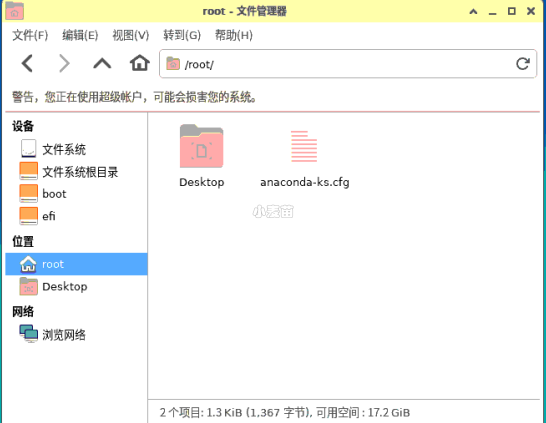 root - 文件管理器
文件(F) 编辑(E) 视图(V) 转到(G) 帮助(H)
/root/
警告，您正在使用超级帐户，可能会损害您的系统。
设备
文件系统
文件系统根目录
boot
efi
位置
root
Desktop
网络
浏览网络
Desktop
anaconda-ks.cfg
小麦苗
2 个项目: 1.3 KiB (1,367 字节), 可用空间 : 17.2 GiB